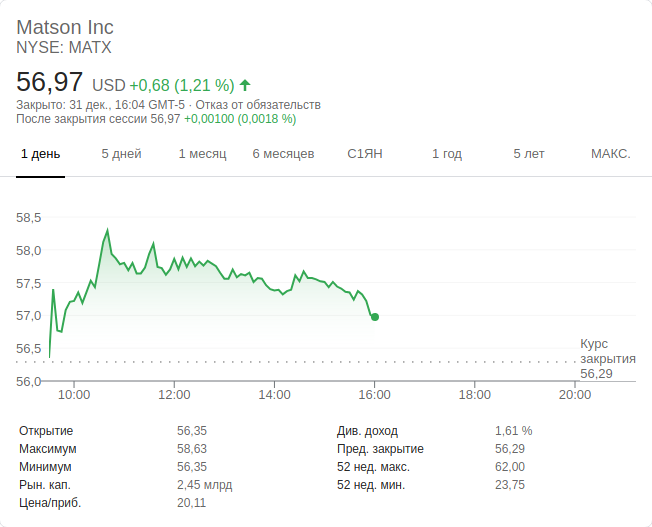 Matson Inc
NYSE: MATX
56,97 USD +0,68 (1,21 %)
Закрыто: 31 дек., 16:04 GMT-5 · Отказ от обязательств
После закрытия сессии 56,97 +0,00100 (0,0018 %)
1 день 5 дней 1 месяц 6 месяцев С1ЯН 1 год 5 лет МАКС.
58,5
58,0
57,5
57,0
56,5
56,0
Курс
закрытия
56,29
10:00 12:00 14:00 16:00 18:00 20:00
Открытие 56,35 Див. доход 1,61 %
Максимум 58,63 Пред. закрытие 56,29
Минимум 56,35 52 нед. макс. 62,00
Рын. кап. 2,45 млрд 52 нед. мин. 23,75
Цена/приб. 20,11